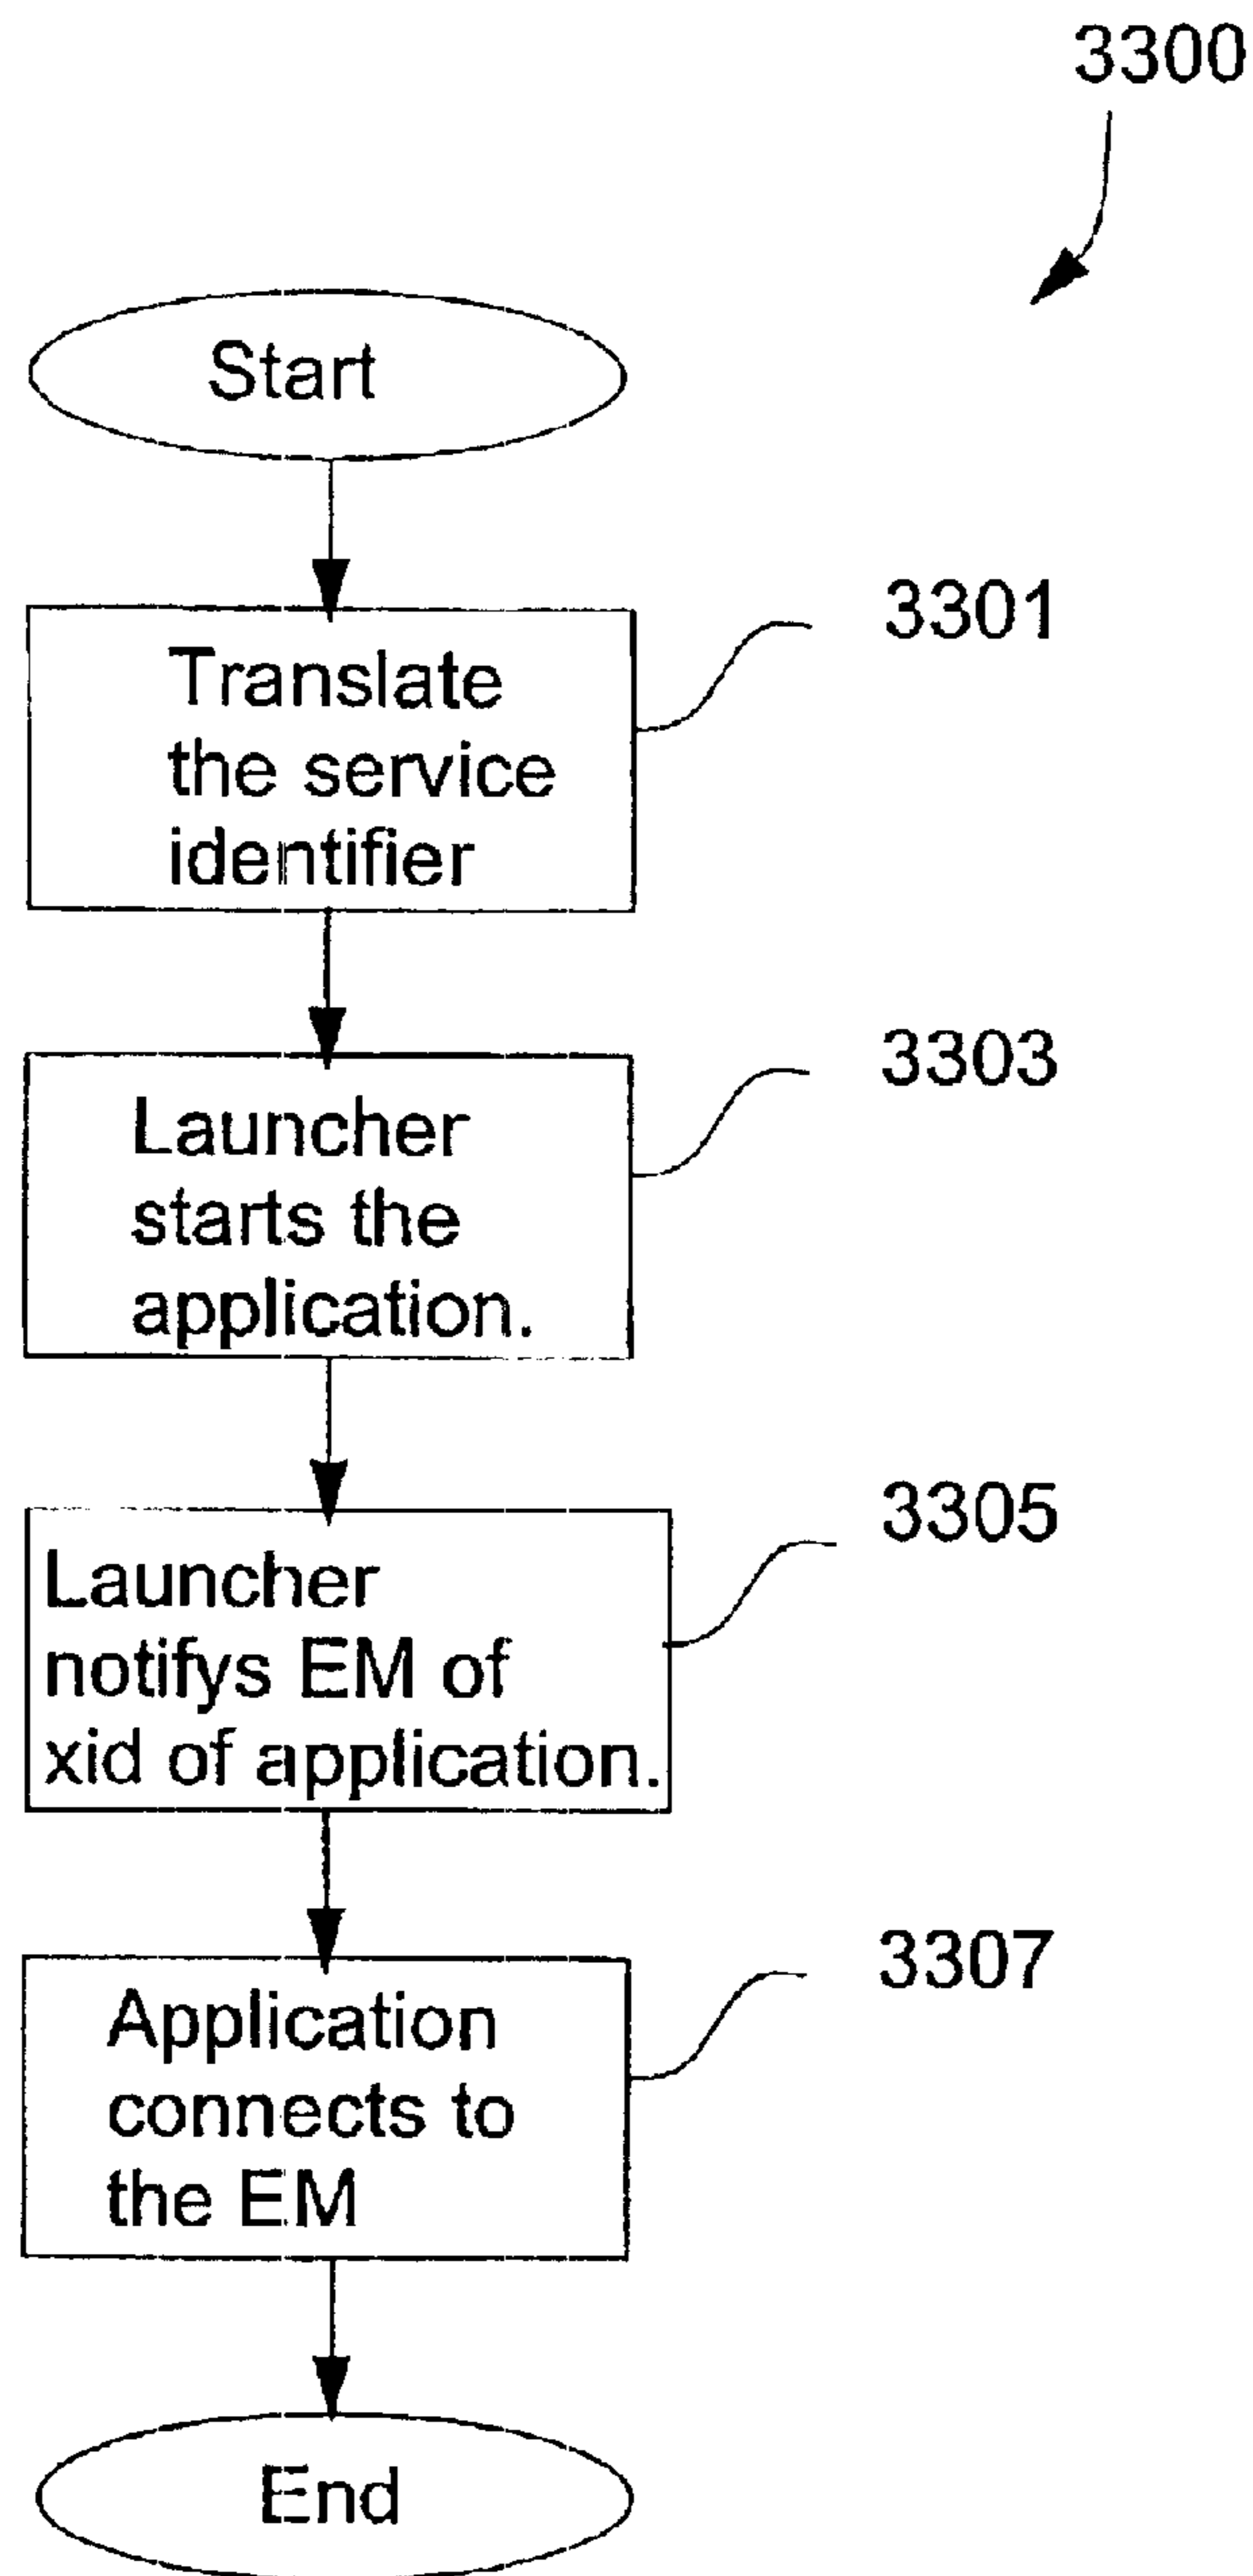 3300
Start
3301
Translate
the service
identifier
3303
Launcher
starts the
application.
3305
Launcher
notifys EM of
xid of application.
3307
Application
connects to
the EM
End